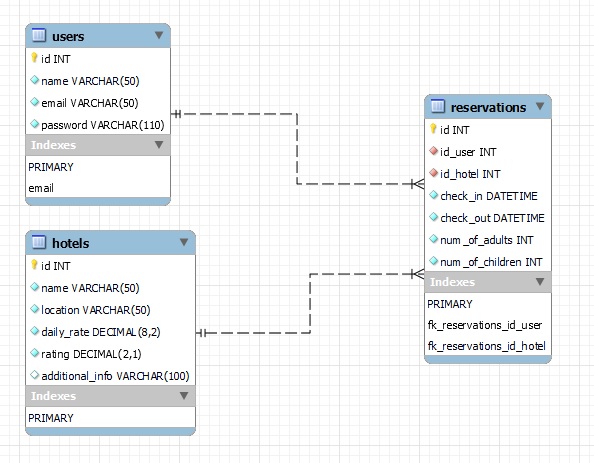 users
id INT
name VARCHAR(50)
email VARCHAR(50)
password VARCHAR(110)
Indexes
PRIMARY
email
hotels
id INT
name VARCHAR(50)
location VARCHAR(50)
daily_rate DECIMAL(8,2)
rating DECIMAL(2,1)
additional_info VARCHAR(100)
Indexes
PRIMARY
reservations
id INT
id_user INT
id_hotel INT
check_in DATETIME
check_out DATETIME
num_of_adults INT
num_of_children INT
Indexes
PRIMARY
fk_reservations_id_user
fk_reservations_id_hotel